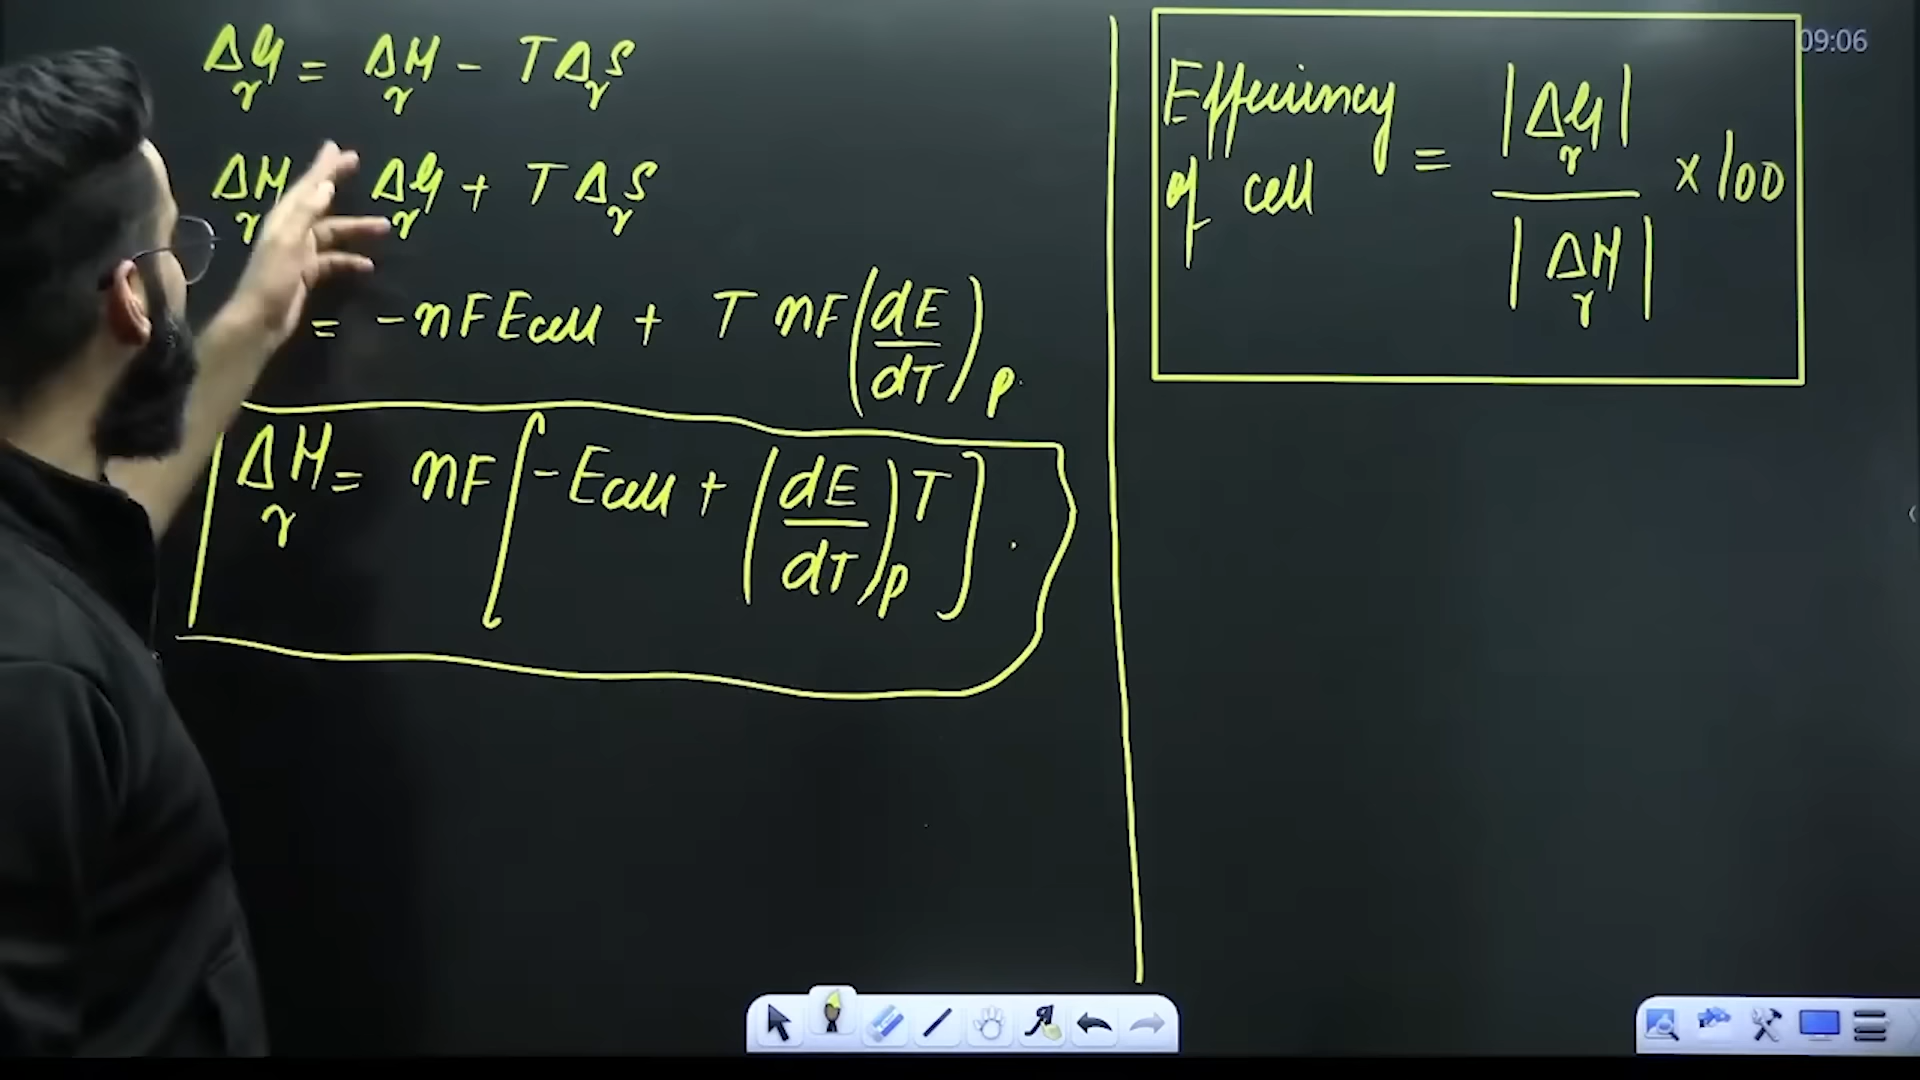 ΔrG = ΔrH - TΔrS
ΔrH = ΔrG + TΔrS
= -nFEcell + T nF(dE/dT)p
ΔrH = nF[-Ecell + (dE/dT)p T]
09:06
Efficiency of cell = |ΔrG| / |ΔrH| × 100